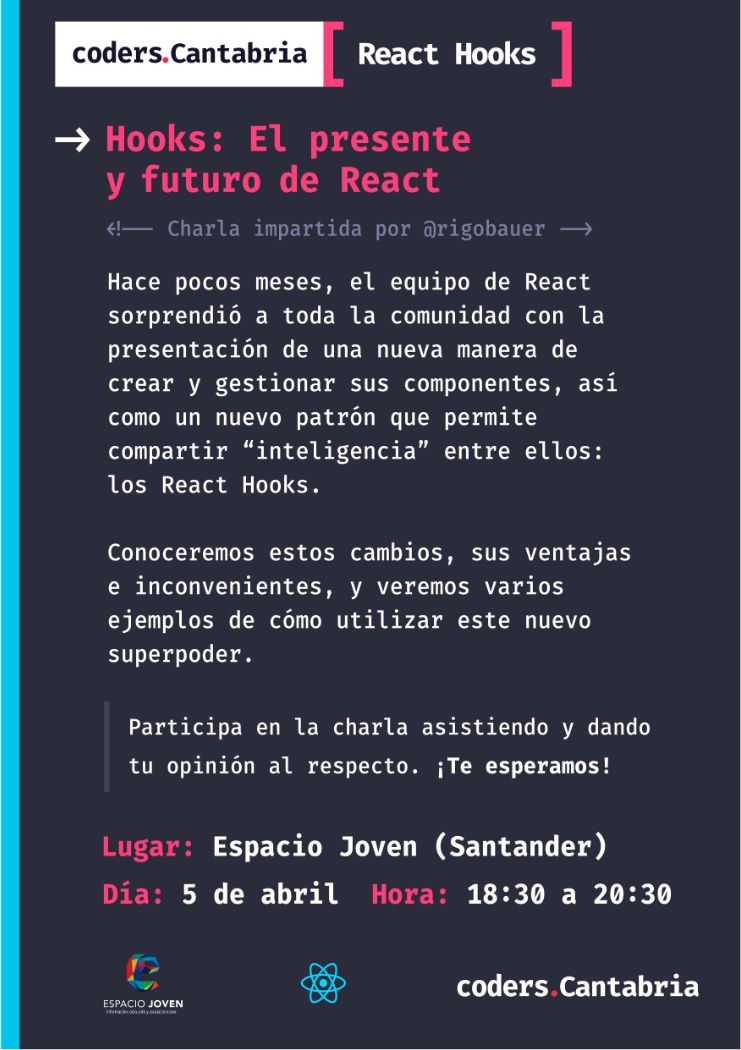 coders.Cantabria [ React Hooks ]
→ Hooks: El presente
y futuro de React
<!-- Charla impartida por @rigobauer -->
Hace pocos meses, el equipo de React
sorprendió a toda la comunidad con la
presentación de una nueva manera de
crear y gestionar sus componentes, así
como un nuevo patrón que permite
compartir “inteligencia” entre ellos:
los React Hooks.
Conoceremos estos cambios, sus ventajas
e inconvenientes, y veremos varios
ejemplos de cómo utilizar este nuevo
superpoder.
Participa en la charla asistiendo y dando
tu opinión al respecto. ¡Te esperamos!
Lugar: Espacio Joven (Santander)
Día: 5 de abril Hora: 18:30 a 20:30
ESPACIO JOVEN
coders.Cantabria